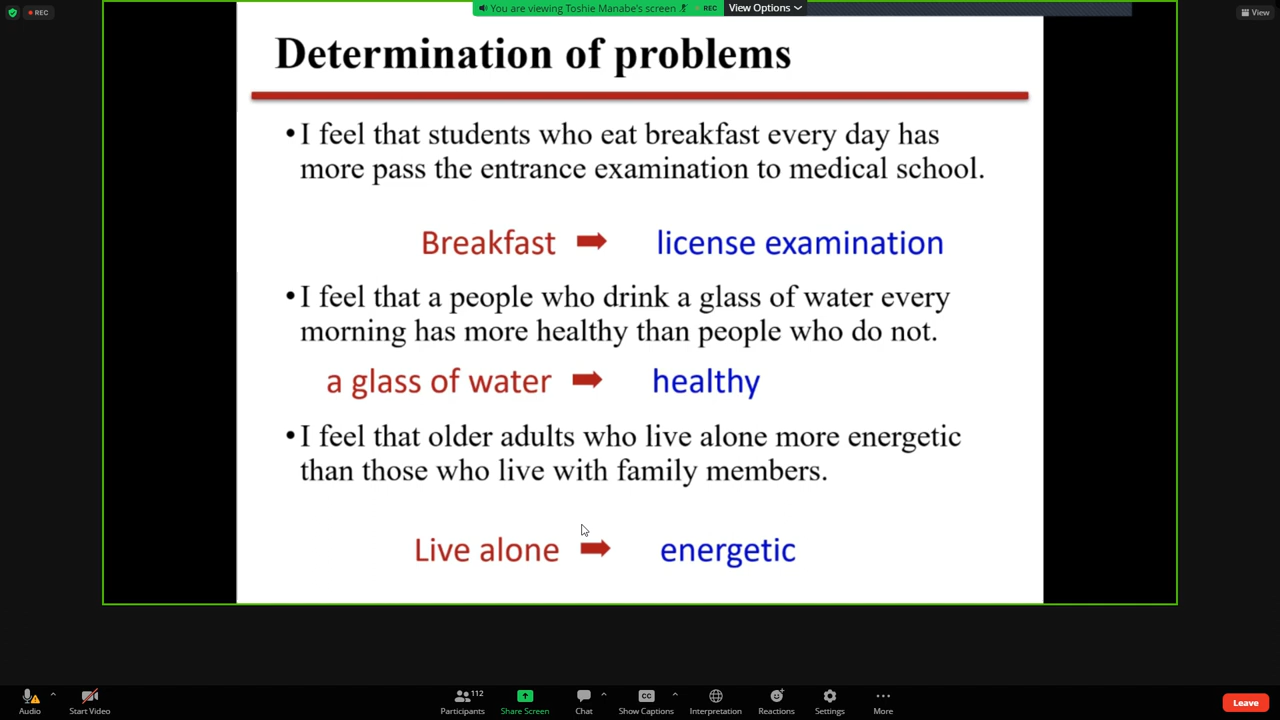 REC
You are viewing Toshie Manabe's screen
REC
View Options
View
Determination of problems
•I feel that students who eat breakfast every day has
more pass the entrance examination to medical school.
Breakfast ➡ license examination
•I feel that a people who drink a glass of water every
morning has more healthy than people who do not.
a glass of water ➡ healthy
•I feel that older adults who live alone more energetic
than those who live with family members.
Live alone ➡ energetic
112
CC
Audio
Start Video
Participants
Share Screen
Chat
Show Captions
Interpretation
Reactions
Settings
More
Leave